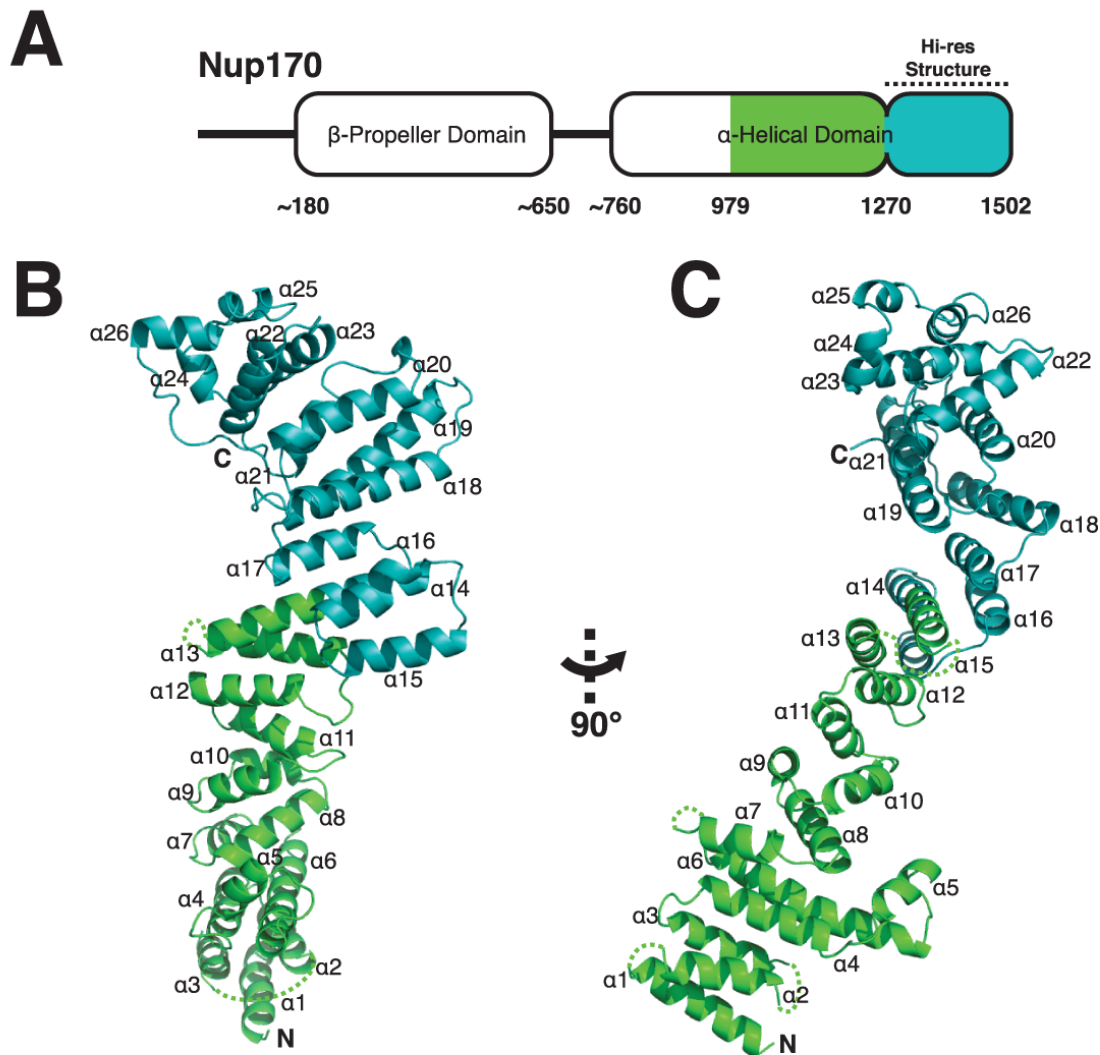 A
Nup170
Hi-res
Structure
β-Propeller Domain
α-Helical Domain
~180
~650
~760
979
1270
1502
B
α25
α26
α22
α23
α24
α20
α19
C
α21
α18
α16
α17
α14
α13
α15
α12
α11
α10
α9
α8
α7
α5
α6
α4
α3
α2
α1
N
90°
C
α25
α26
α24
α22
α23
α20
C
α21
α19
α18
α17
α14
α16
α13
α15
α12
α11
α9
α10
α7
α8
α6
α5
α3
α4
α1
α2
N